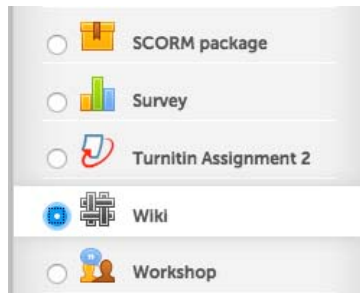 SCORM package
Survey
Turnitin Assignment 2
Wiki
Workshop